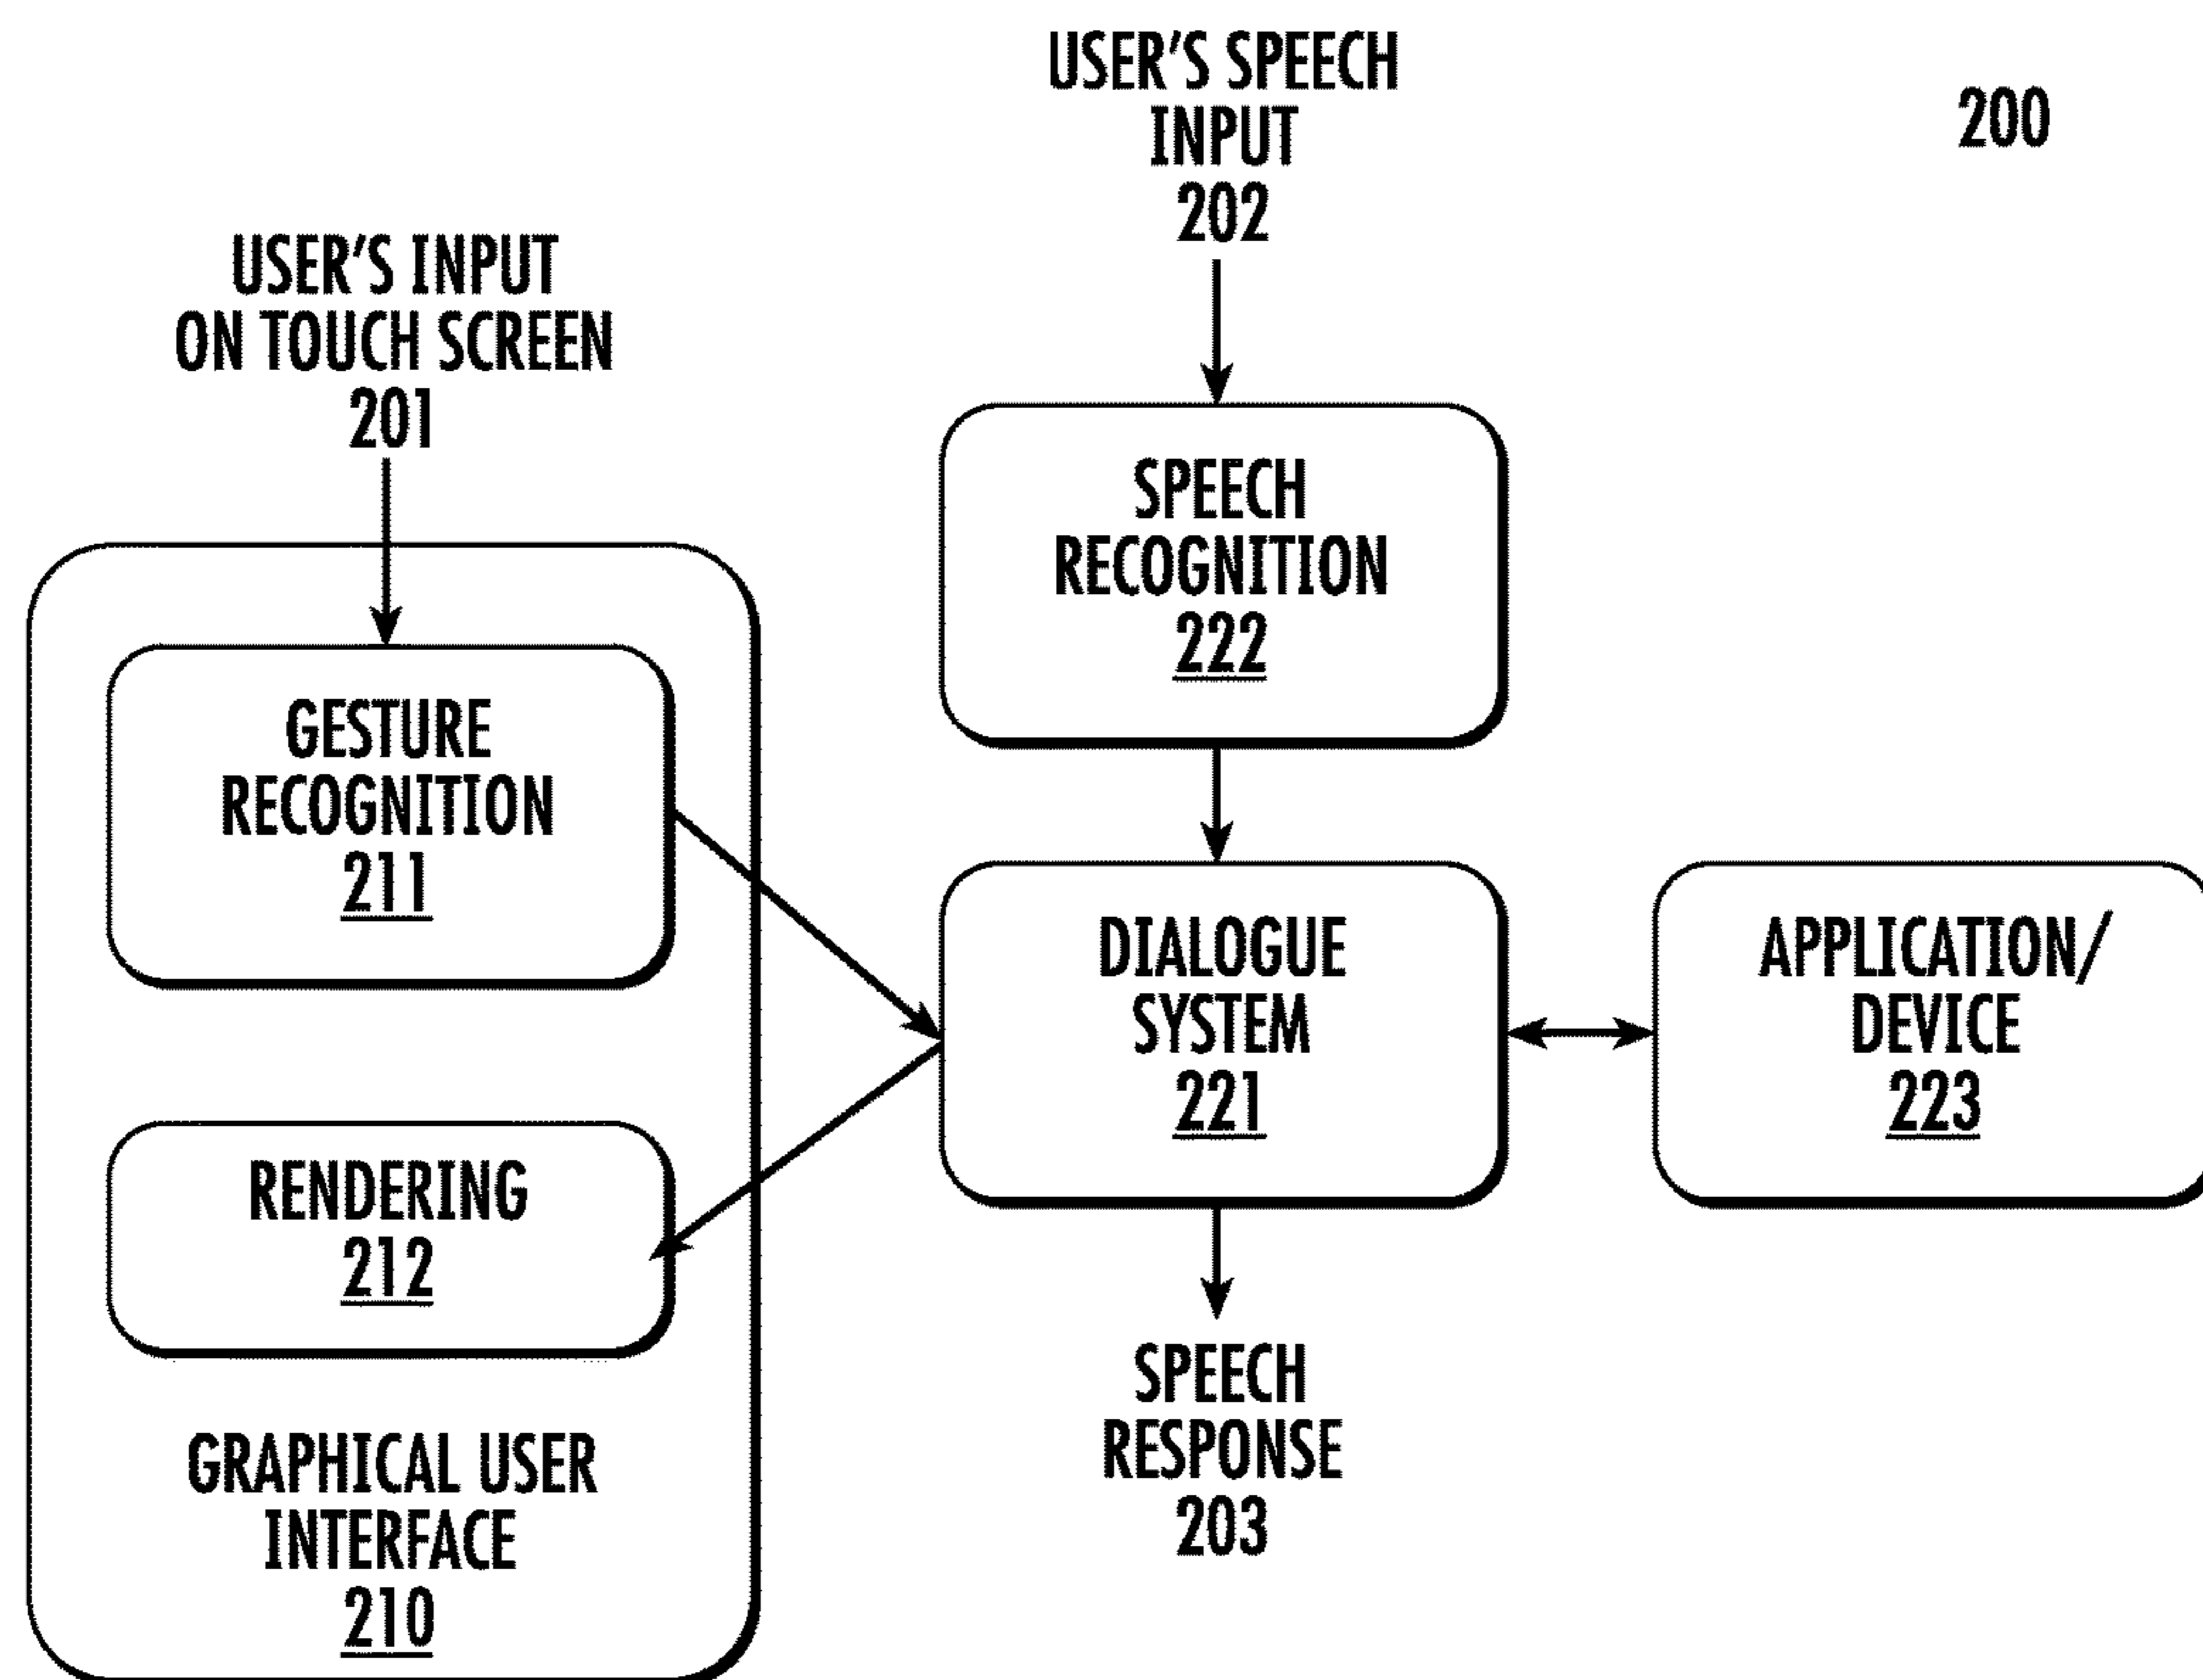 USER'S SPEECH
INPUT
202
200
USER'S INPUT
ON TOUCH SCREEN
201
SPEECH
RECOGNITION
222
GESTURE
RECOGNITION
211
DIALOGUE
SYSTEM
221
APPLICATION/
DEVICE
223
RENDERING
212
SPEECH
RESPONSE
203
GRAPHICAL USER
INTERFACE
210